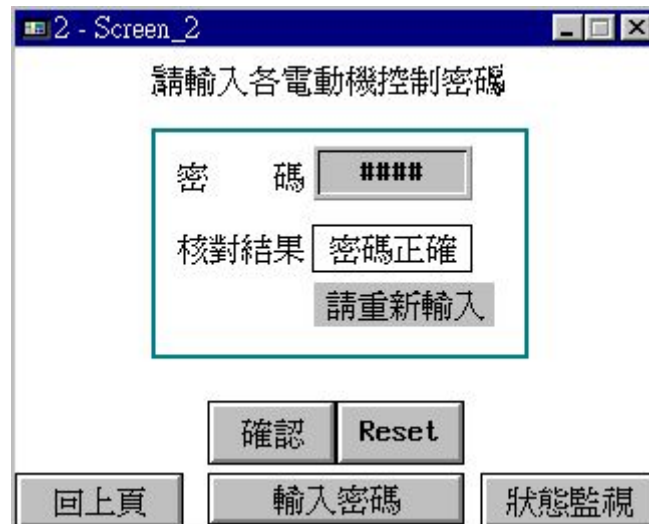 2 - Screen_2
請輸入各電動機控制密碼
密 碼 ####
核對結果 密碼正確
請重新輸入
確認 Reset
回上頁 輸入密碼 狀態監視